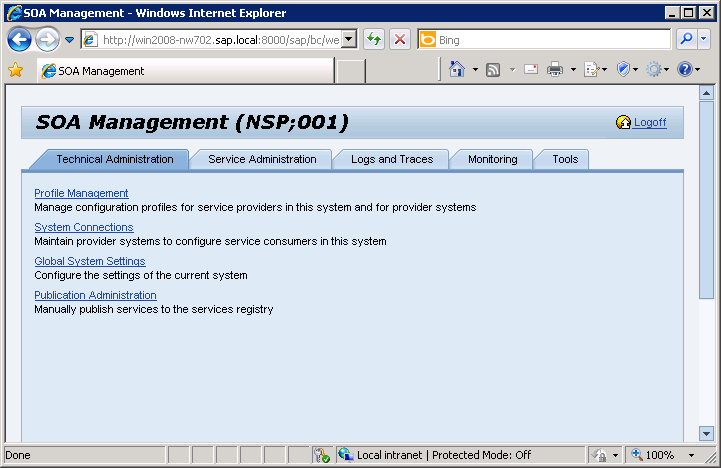 SOA Management - Windows Internet Explorer
http://win2008-nw702.sap.local:8000/sap/bc/we
Bing
SOA Management
SOA Management (NSP;001)
Logoff
Technical Administration
Service Administration
Logs and Traces
Monitoring
Tools
Profile Management
Manage configuration profiles for service providers in this system and for provider systems
System Connections
Maintain provider systems to configure service consumers in this system
Global System Settings
Configure the settings of the current system
Publication Administration
Manually publish services to the services registry
Done
Local intranet | Protected Mode: Off
100%